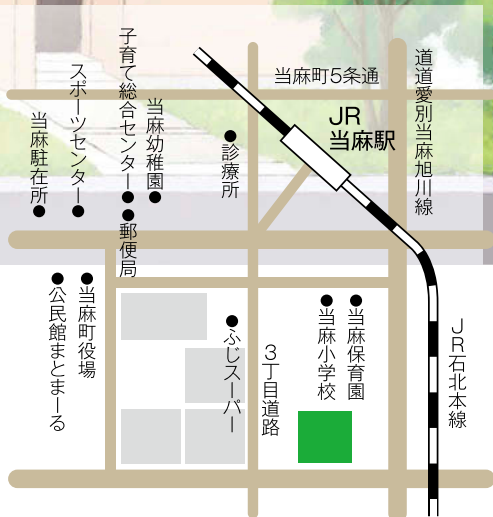 道道愛別当麻旭川線
当麻町5条通
JR
当麻駅
●診療所
当麻幼稚園●
子育て総合センター●
●郵便局
スポーツセンター●
当麻駐在所●
JR石北本線
●当麻保育園
●当麻小学校
3丁目道路
●ふじスーパー
●当麻町役場
●公民館まとまーる